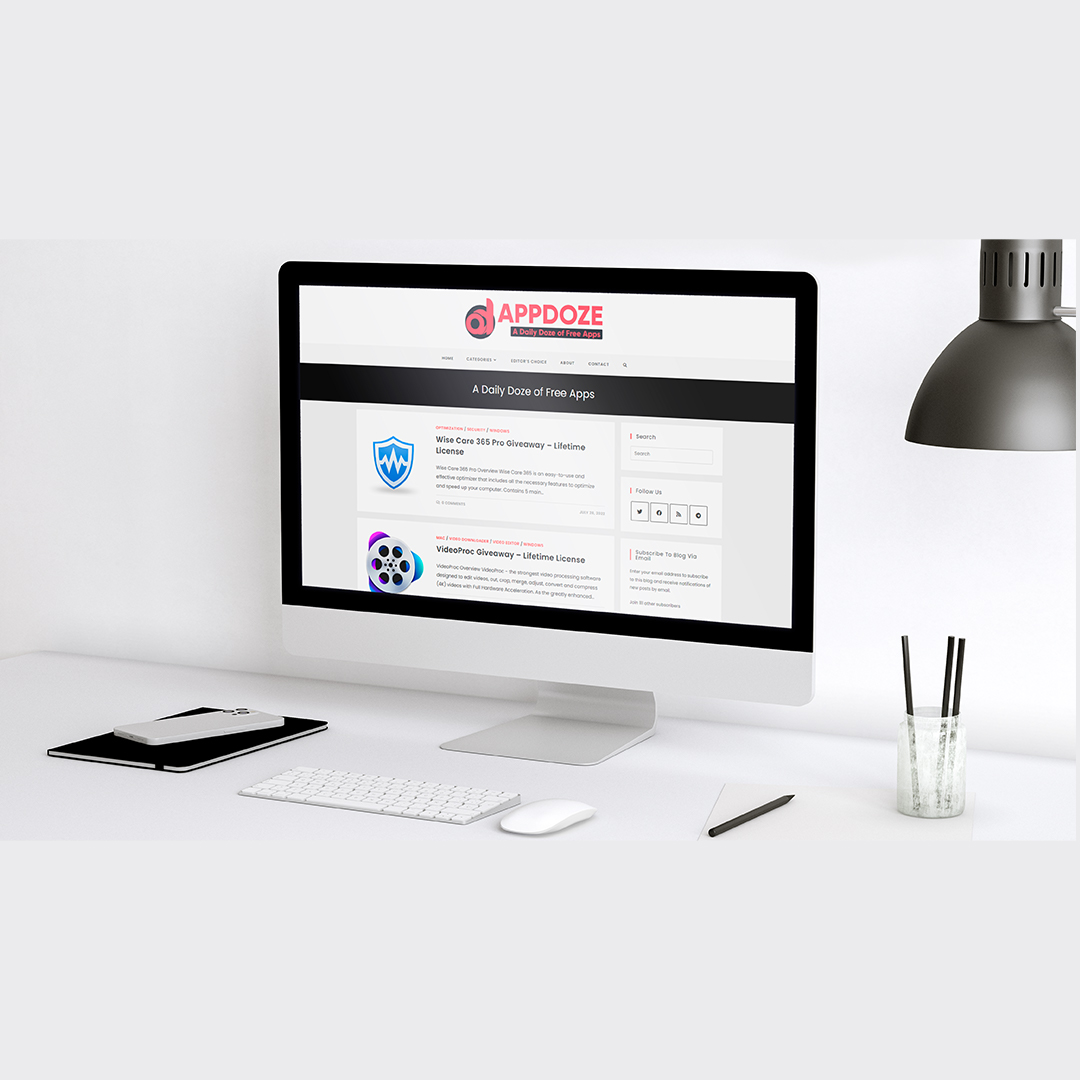 APPDOZE
A Daily Doze of Free Apps
HOME CATEGORIES EDITOR'S CHOICE ABOUT CONTACT
A Daily Doze of Free Apps
OPTIMIZATION / SECURITY / WINDOWS
Wise Care 365 Pro Giveaway – Lifetime
License
Wise Care 365 Pro Overview Wise Care 365 is an easy-to-use and
effective optimizer that includes all the necessary features to optimize
and speed up your computer. Contains 5 main...
COMMENTS
MAC / VIDEO DOWNLOADER / VIDEO EDITOR / WINDOWS
VideoProc Giveaway – Lifetime License
VideoProc Overview VideoProc – the strongest video processing software
designed to edit videos, cut, crop, merge, adjust, convert and compress
(4K) videos with Full Hardware Acceleration. As the greatly enhanced...
Search
Search
Follow Us
Subscribe To Blog Via
Email
Enter your email address to subscribe
to this blog and receive notifications of
new posts by email.
Join 111 other subscribers